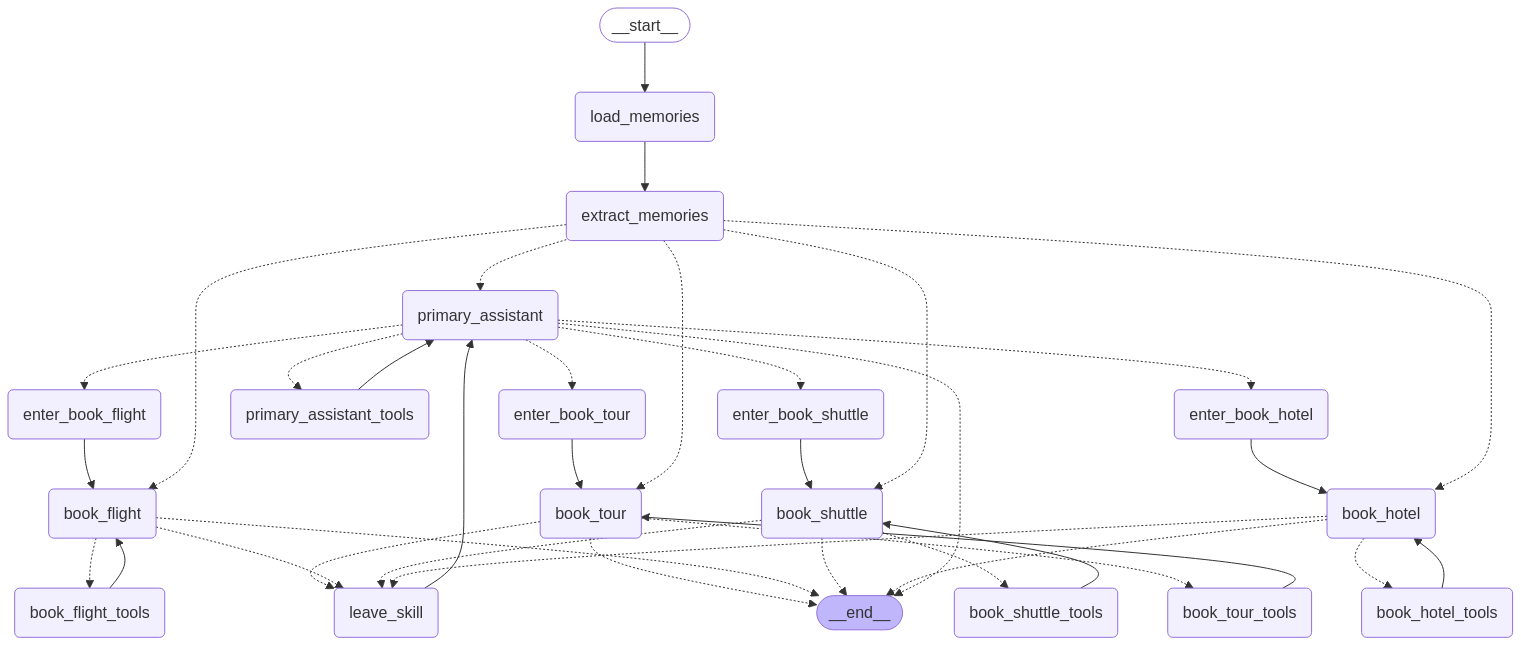 __start__
load_memories
extract_memories
primary_assistant
enter_book_flight
primary_assistant_tools
enter_book_tour
enter_book_shuttle
enter_book_hotel
book_flight
book_tour
book_shuttle
book_hotel
book_flight_tools
leave_skill
__end__
book_shuttle_tools
book_tour_tools
book_hotel_tools